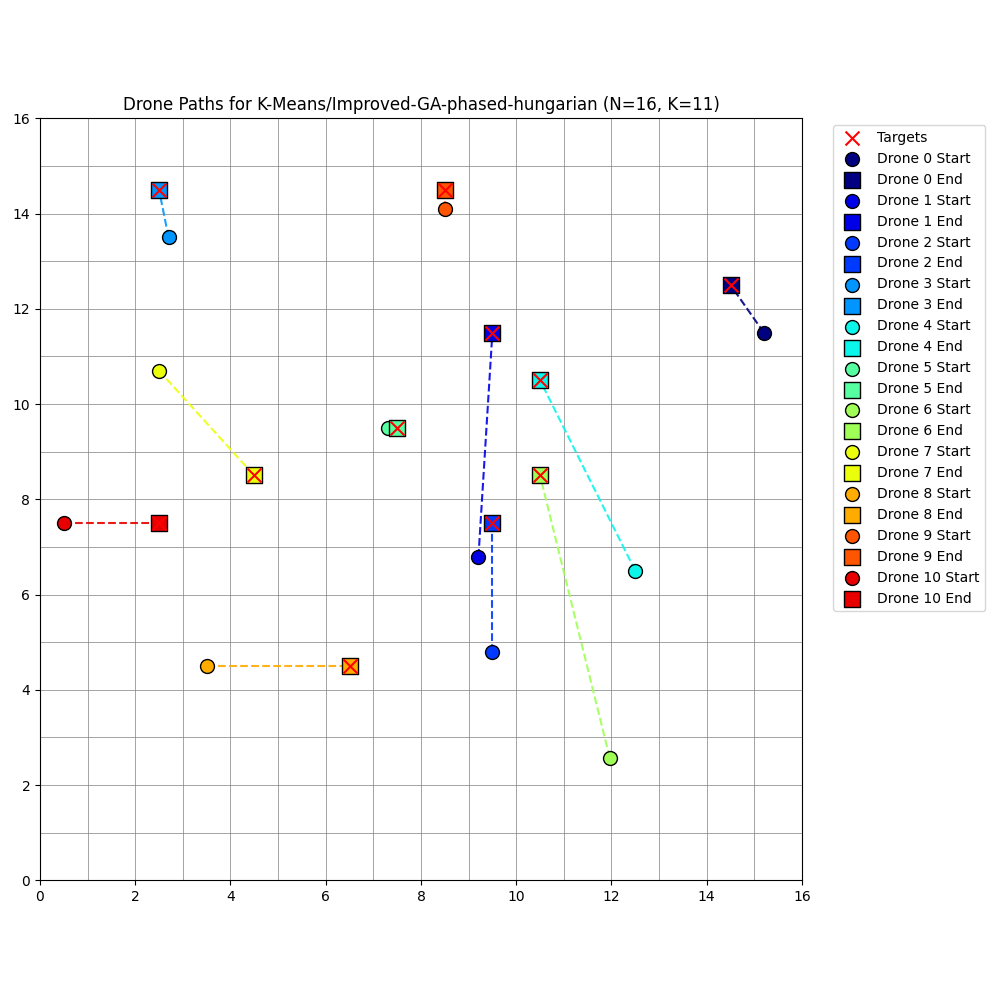 Drone Paths for K-Means/Improved-GA-phased-hungarian (N=16, K=11)
16
14
12
10
8
6
4
2
0
0 2 4 6 8 10 12 14 16
Targets
Drone 0 Start
Drone 0 End
Drone 1 Start
Drone 1 End
Drone 2 Start
Drone 2 End
Drone 3 Start
Drone 3 End
Drone 4 Start
Drone 4 End
Drone 5 Start
Drone 5 End
Drone 6 Start
Drone 6 End
Drone 7 Start
Drone 7 End
Drone 8 Start
Drone 8 End
Drone 9 Start
Drone 9 End
Drone 10 Start
Drone 10 End